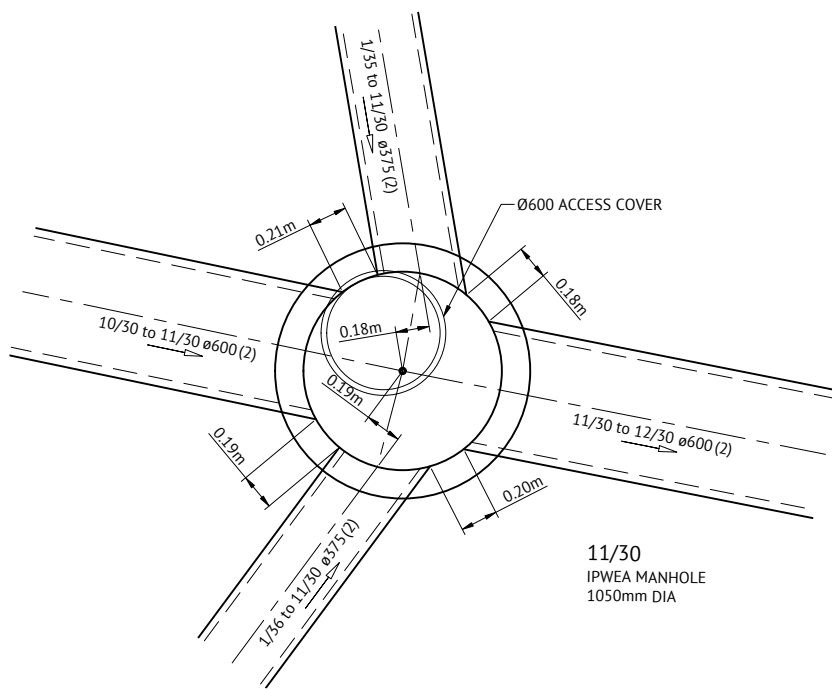 1/35 to 11/30 ø375(2)
Ø600 ACCESS COVER
0.21m
0.18m
0.18m
10/30 to 11/30 ø600(2)
0.19m
11/30 to 12/30 ø600(2)
0.19m
0.20m
1/36 to 11/30 ø375(2)
11/30
IPWEA MANHOLE
1050mm DIA